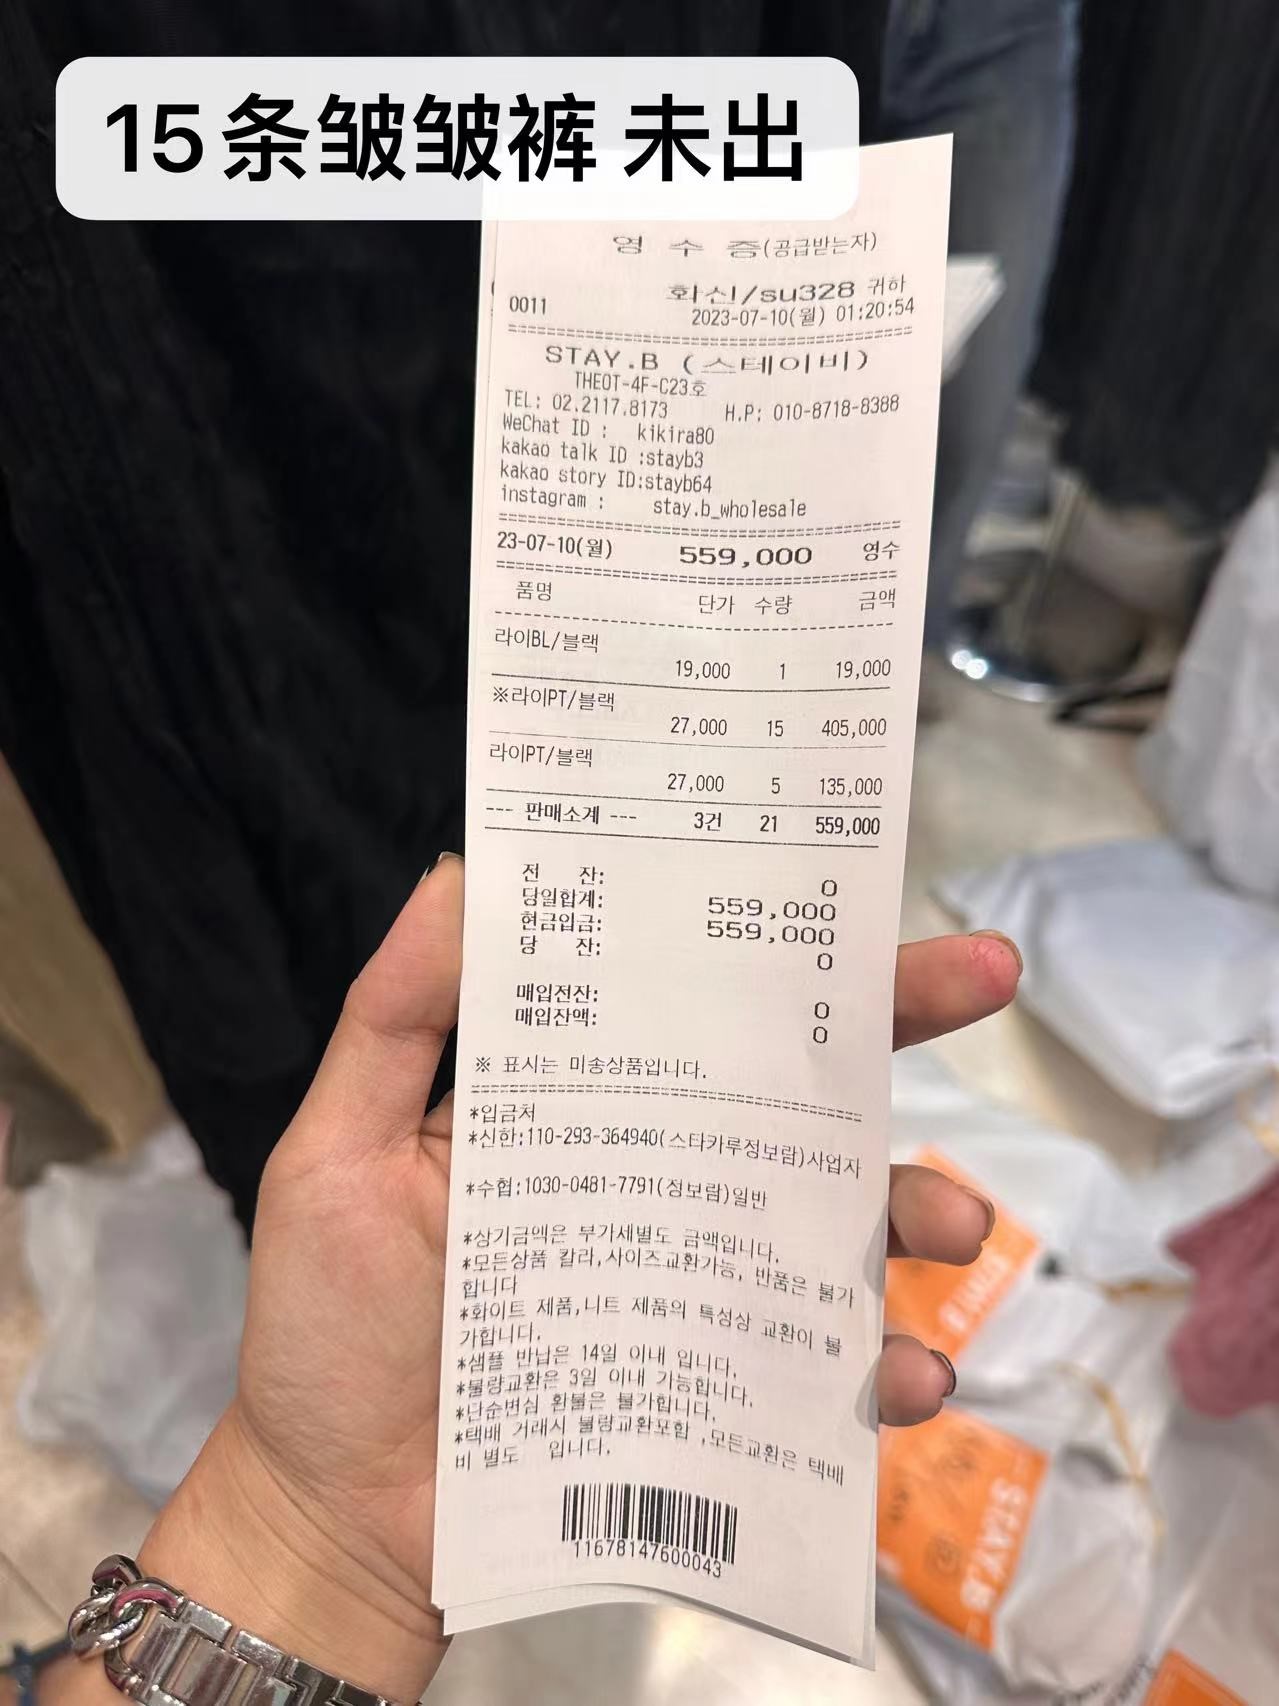 15条皱皱裤 未出
영 수 증(공급받는자)
화신/su328 귀하
0011 2023-07-10(월) 01:20:54
STAY.B (스테이비)
THEOT-4F-C23호
TEL: 02.2117.8173 H.P: 010-8718-8388
WeChat ID : kikira80
kakao talk ID :stayb3
kakao story ID:stayb64
instagram : stay.b_wholesale
23-07-10(월) 559,000 영수
품명 단가 수량 금액
라이BL/블랙
19,000 1 19,000
※라이PT/블랙
27,000 15 405,000
라이PT/블랙
27,000 5 135,000
--- 판매소계 --- 3건 21 559,000
전 잔: 0
당일합계: 559,000
현금입금: 559,000
당 잔: 0
매입전잔: 0
매입잔액: 0
※ 표시는 미송상품입니다.
*입금처
*신한:110-293-364940(스타카루정보람)사업자
*수협:1030-0481-7791(정보람)일반
*상기금액은 부가세별도 금액입니다.
*모든상품 칼라,사이즈교환가능, 반품은 불가
합니다
*화이트 제품,니트 제품의 특성상 교환이 불
가합니다.
*샘플 반납은 14일 이내 입니다.
*불량교환은 3일 이내 가능합니다.
*단순변심 환불은 불가합니다.
*택배 거래시 불량교환포함 ,모든교환은 택배
비 별도 입니다.
11678147600043
STAY.B